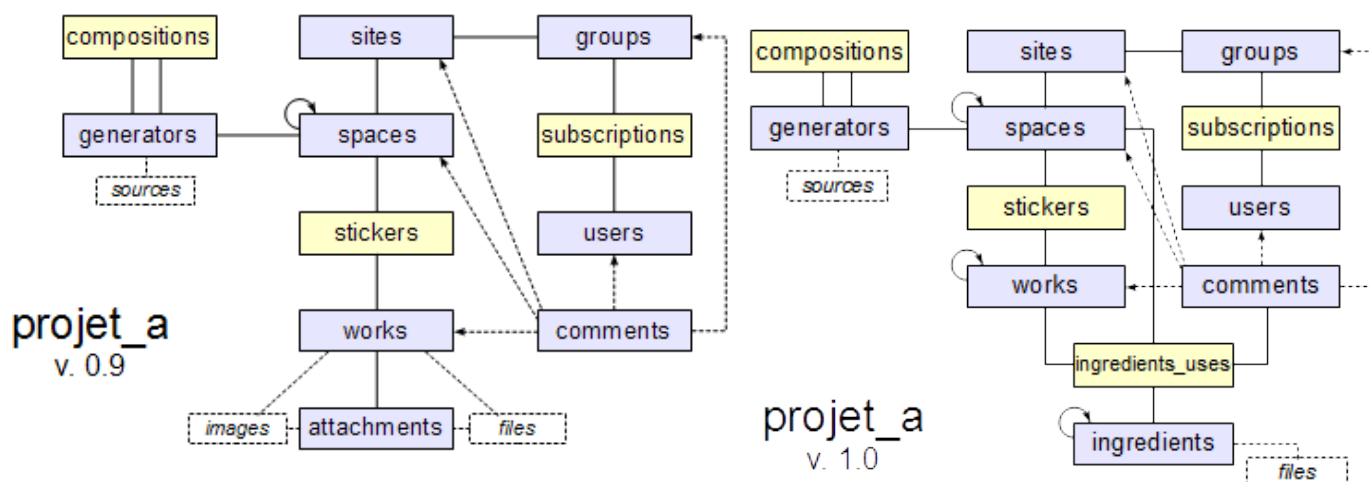 compositions
sites
groups
generators
spaces
subscriptions
sources
stickers
users
works
comments
projet_a
v. 0.9
images
attachments
files
compositions
sites
groups
generators
spaces
subscriptions
sources
stickers
users
works
comments
ingredients_uses
projet_a
v. 1.0
ingredients
files